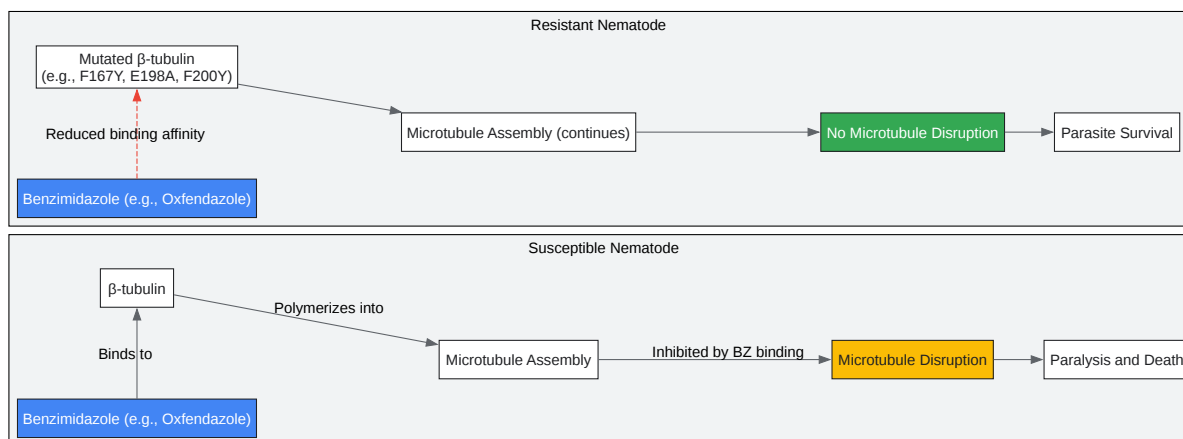 Resistant Nematode
Mutated β-tubulin
(e.g., F167Y, E198A, F200Y)
Reduced binding affinity
Microtubule Assembly (continues)
No Microtubule Disruption
Parasite Survival
Benzimidazole (e.g., Oxfendazole)
Susceptible Nematode
β-tubulin
Polymerizes into
Binds to
Microtubule Assembly
Inhibited by BZ binding
Microtubule Disruption
Paralysis and Death
Benzimidazole (e.g., Oxfendazole)